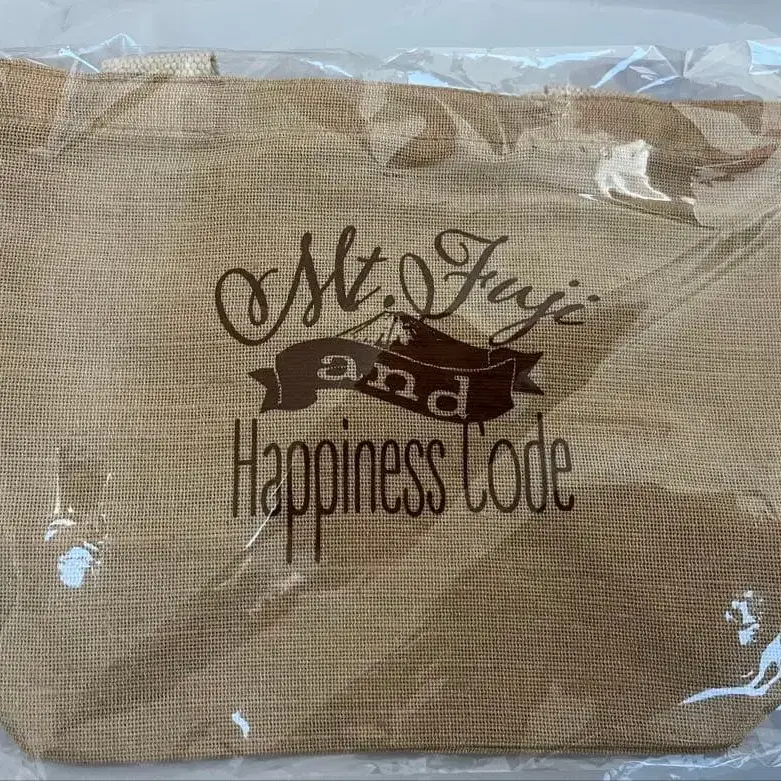 Mt. Fuji
and
Happiness Code